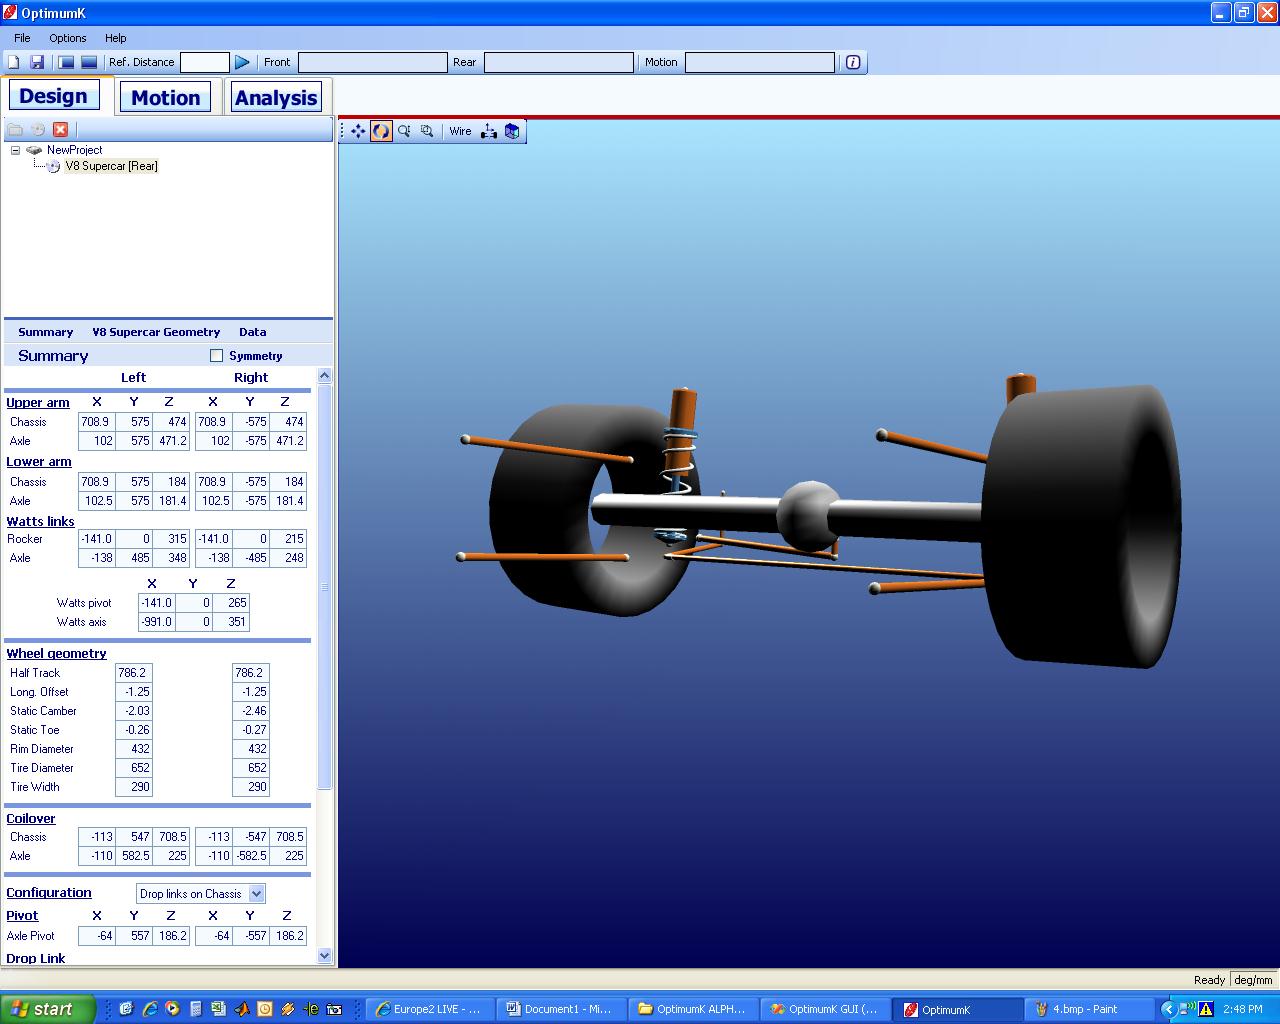 OptimumK
File Options Help
Ref. Distance Front Rear Motion
Design Motion Analysis
Wire
NewProject
V8 Supercar [Rear]
Summary V8 Supercar Geometry Data
Summary Symmetry
Left Right
Upper arm X Y Z X Y Z
Chassis 708.9 575 474 708.9 -575 474
Axle 102 575 471.2 102 -575 471.2
Lower arm
Chassis 708.9 575 184 708.9 -575 184
Axle 102.5 575 181.4 102.5 -575 181.4
Watts links
Rocker -141.0 0 315 -141.0 0 215
Axle -138 485 348 -138 -485 248
X Y Z
Watts pivot -141.0 0 265
Watts axis -991.0 0 351
Wheel geometry
Half Track 786.2 786.2
Long. Offset -1.25 -1.25
Static Camber -2.03 -2.46
Static Toe -0.26 -0.27
Rim Diameter 432 432
Tire Diameter 652 652
Tire Width 290 290
Coilover
Chassis -113 547 708.5 -113 -547 708.5
Axle -110 582.5 225 -110 -582.5 225
Configuration Drop links on Chassis
Pivot X Y Z X Y Z
Axle Pivot -64 557 186.2 -64 -557 186.2
Drop Link
Ready deg/mm
start Europe2 LIVE - ... Document1 - Mi... OptimumK ALPH... OptimumK GUI (... OptimumK 4.bmp - Paint 2:48 PM